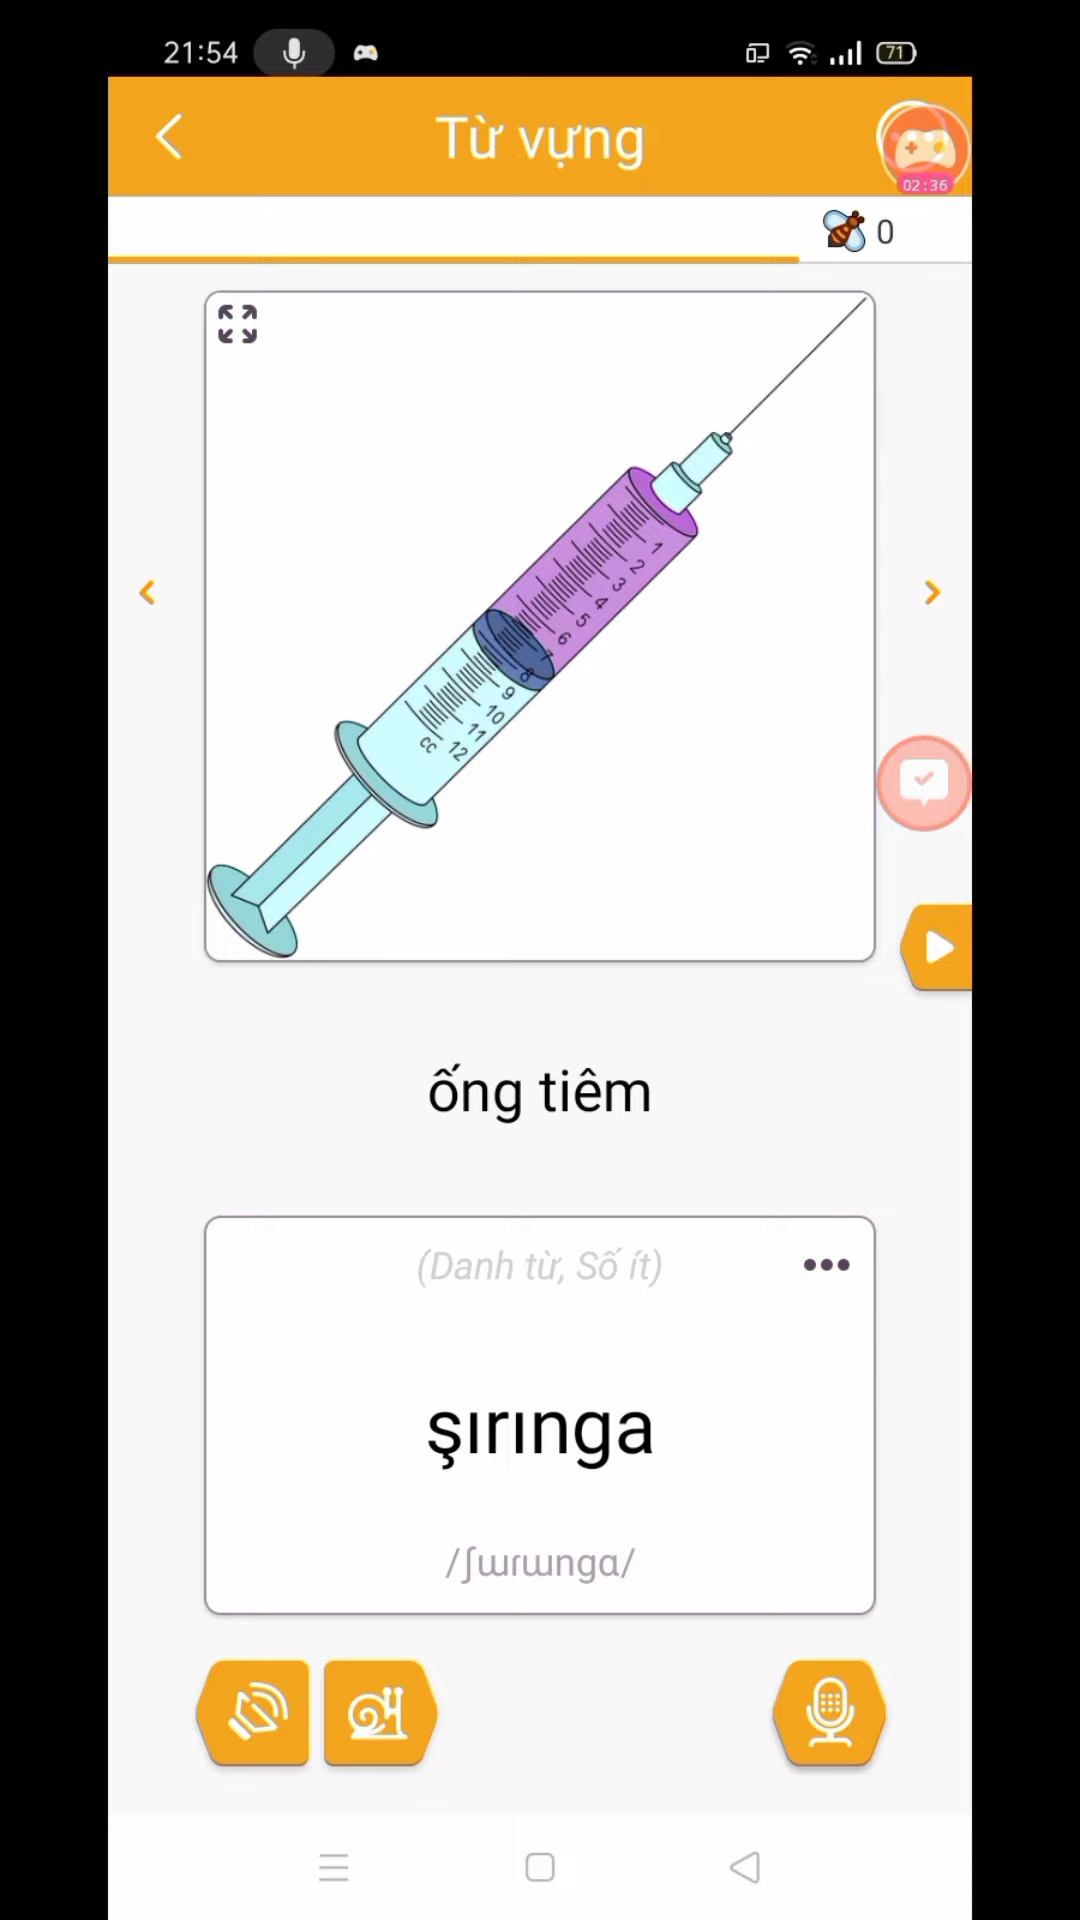 21:54
71
Từ vựng
02:36
0
1
2
3
4
5
6
7
8
9
10
11
12
cc
ống tiêm
(Danh từ, Số ít)
şırınga
/ʃɯɾɯngɑ/